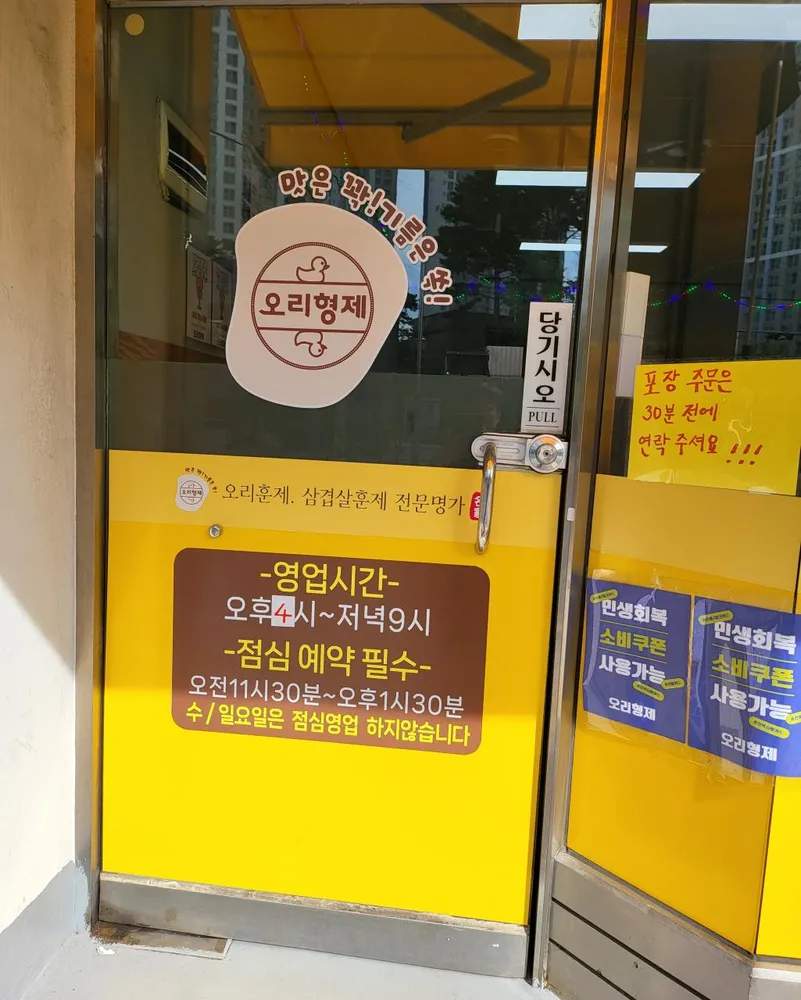 맛은 꽉!기름은 쏙!
오리형제
당기시오
PULL
포장 주문은
30분 전에
연락 주셔요 !!!
오리형제
오리훈제. 삼겹살훈제 전문명가
-영업시간-
오후4시~저녁9시
-점심 예약 필수-
오전11시30분~오후1시30분
수/일요일은 점심영업 하지않습니다
민생회복
소비쿠폰
사용가능
오리형제
민생회복
소비쿠폰
사용가능
오리형제